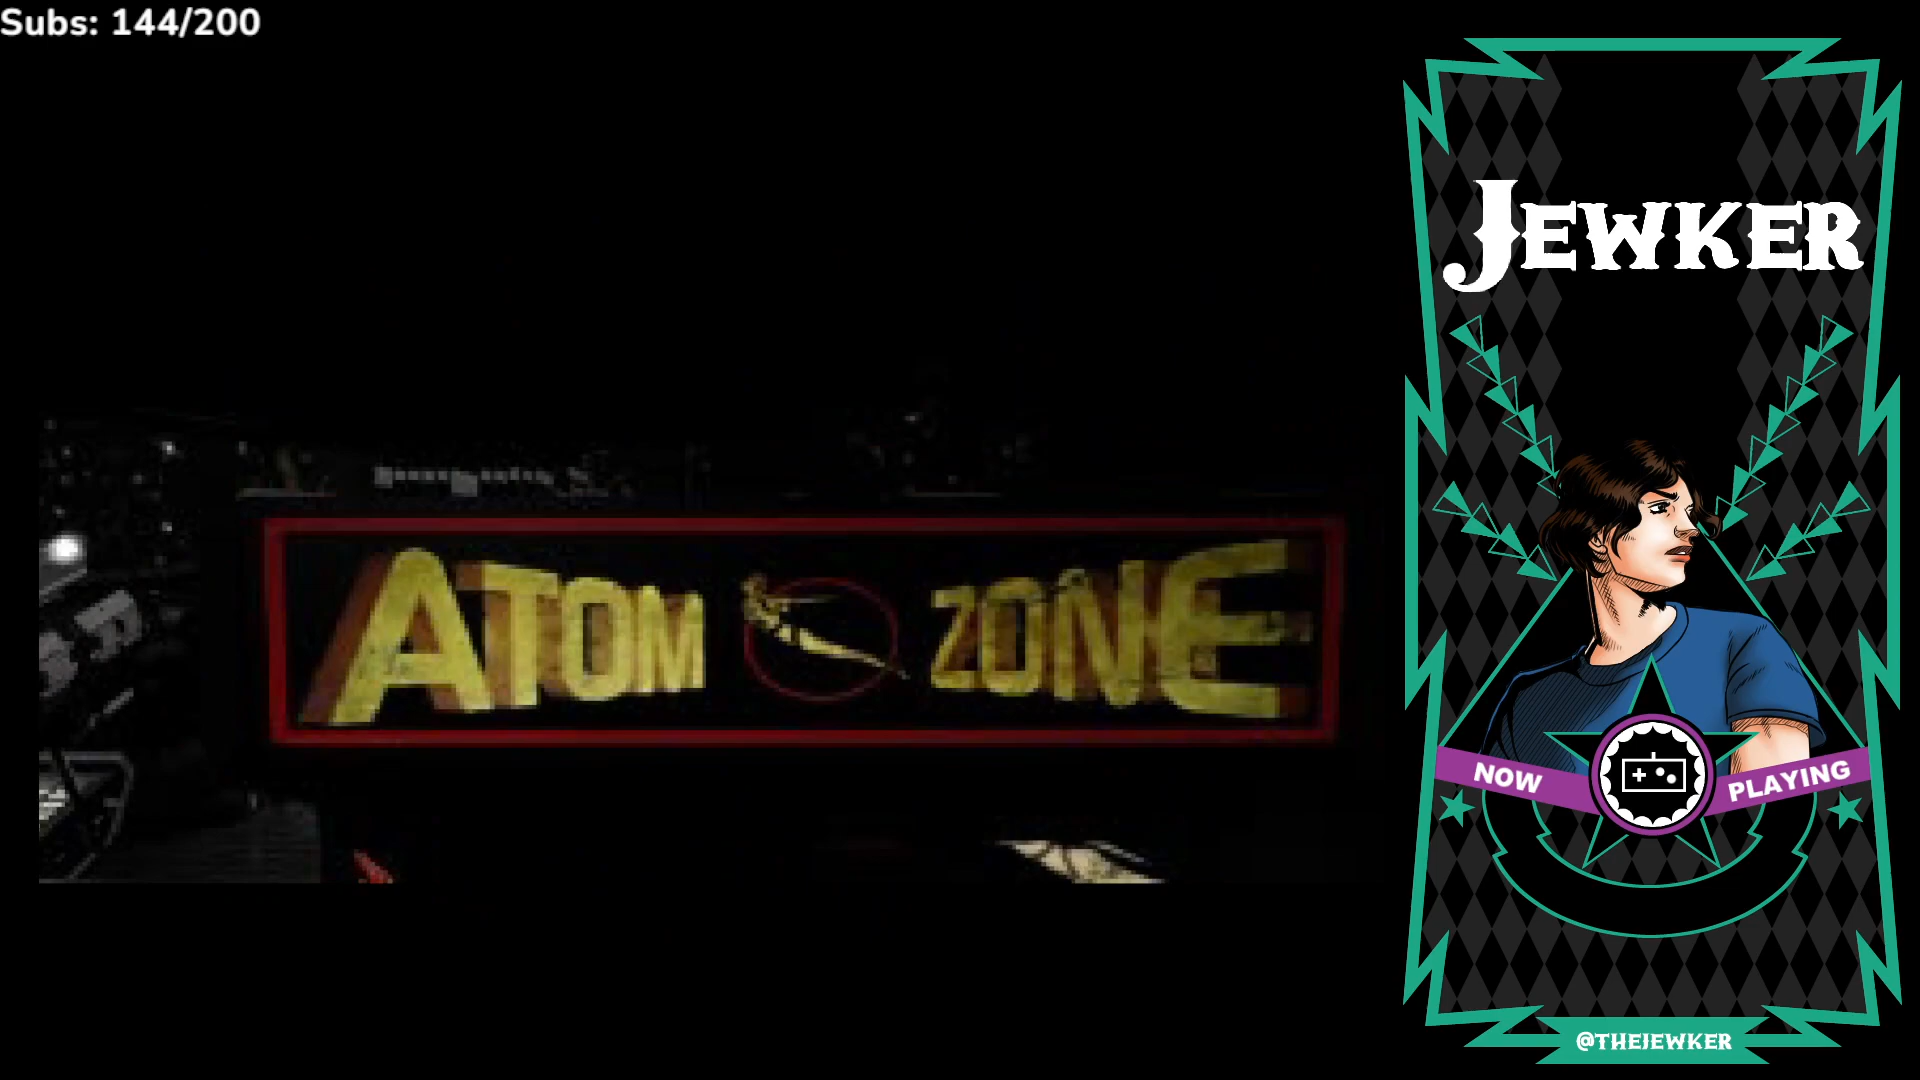 Subs: 144/200
JEWKER
ATOM ZONE
NOW PLAYING
@THEJEWKER